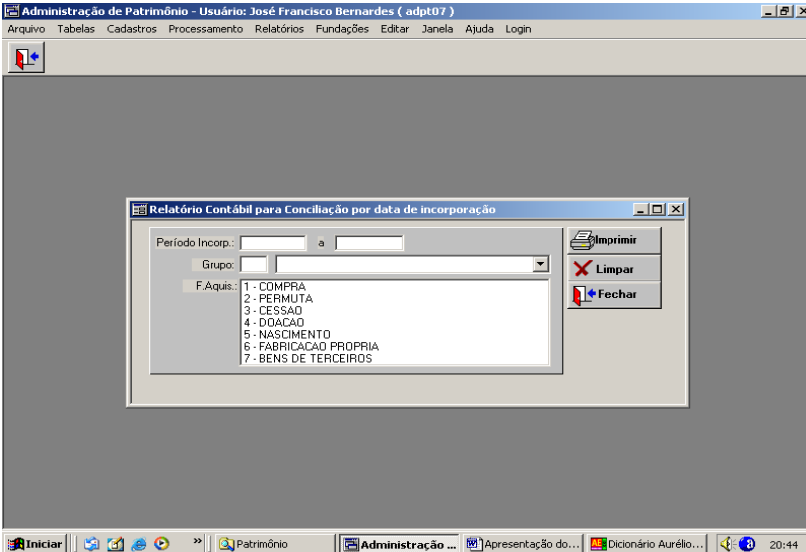 Administração de Patrimônio - Usuário: José Francisco Bernardes ( adpt07 )
Arquivo Tabelas Cadastros Processamento Relatórios Fundações Editar Janela Ajuda Login
Relatório Contábil para Conciliação por data de incorporação
Período Incorp.: a
Imprimir
Grupo:
Limpar
F.Aquis.: 1 - COMPRA
Fechar
2 - PERMUTA
3 - CESSAO
4 - DOACAO
5 - NASCIMENTO
6 - FABRICACAO PROPRIA
7 - BENS DE TERCEIROS
Iniciar » Patrimônio Administração ... Apresentação do... Dicionário Aurélio... 20:44